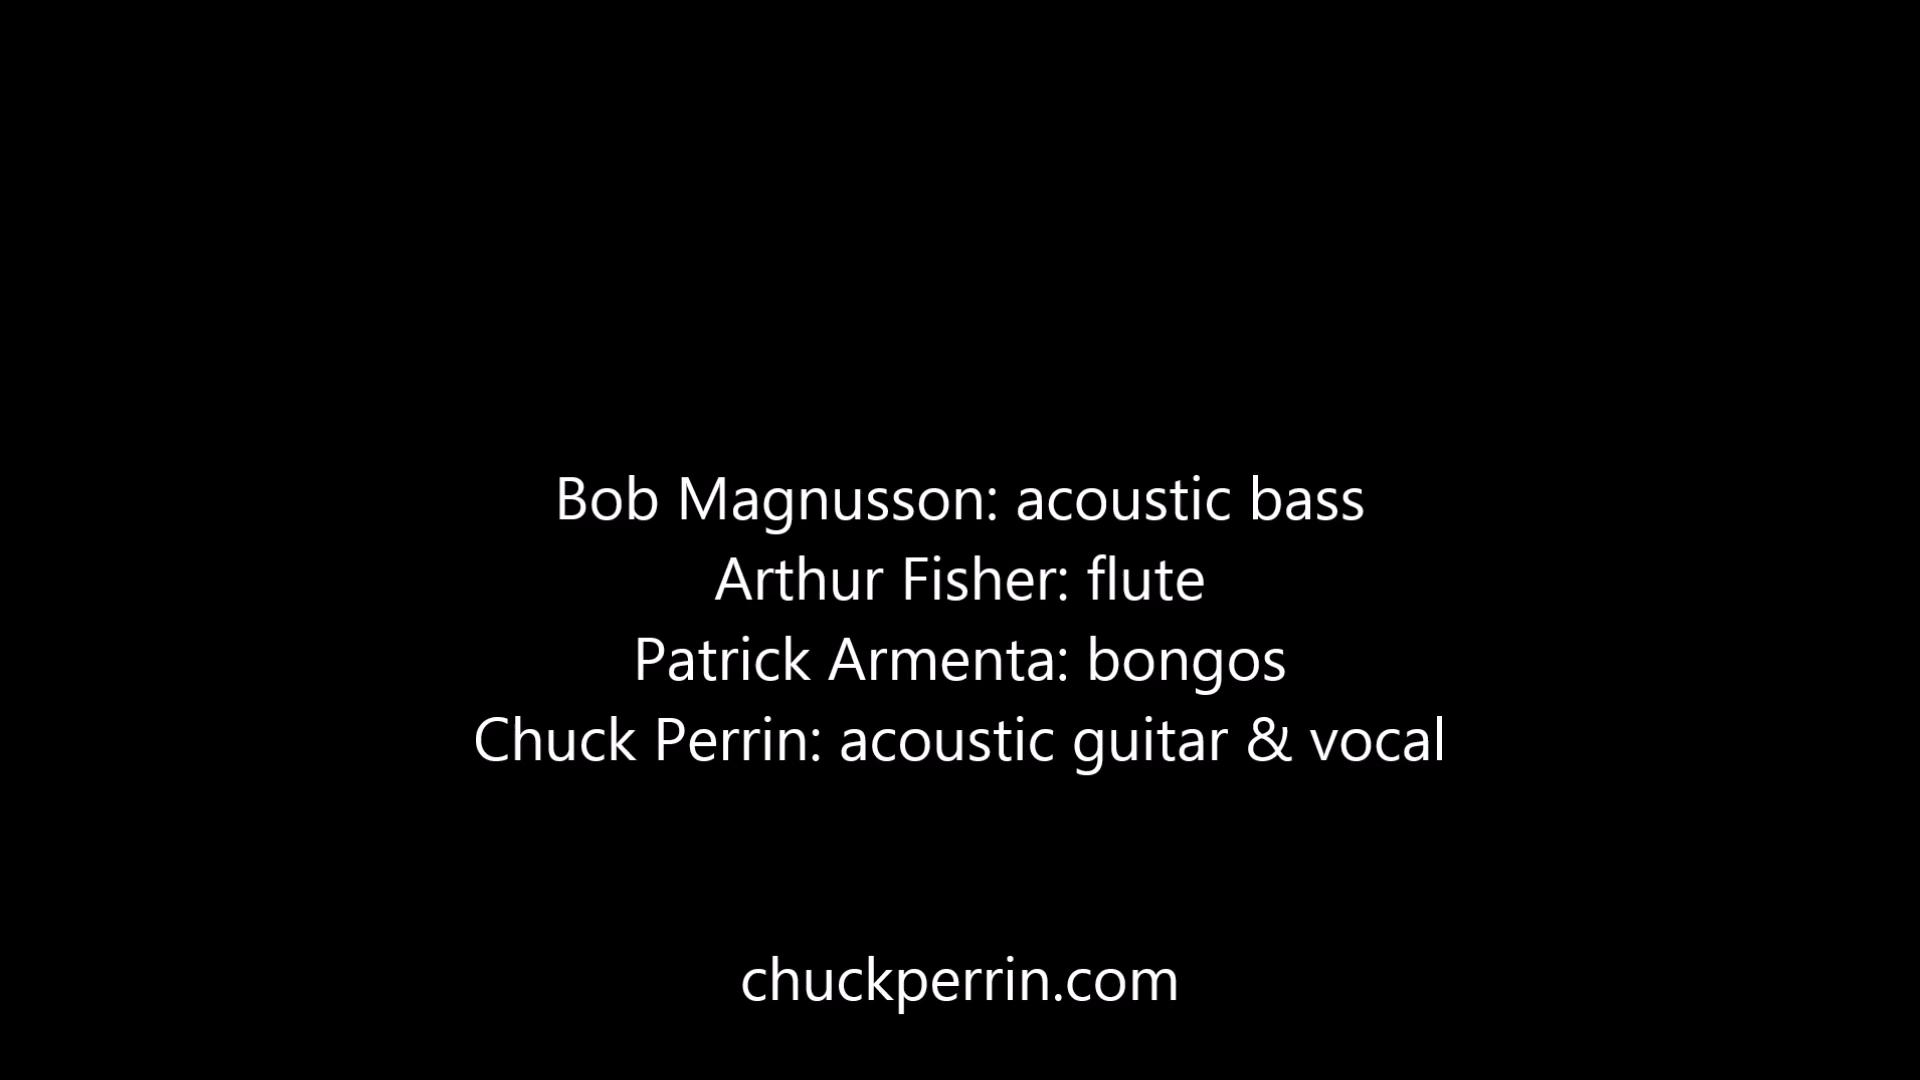 Bob Magnusson: acoustic bass
Arthur Fisher: flute
Patrick Armenta: bongos
Chuck Perrin: acoustic guitar & vocal
chuckperrin.com